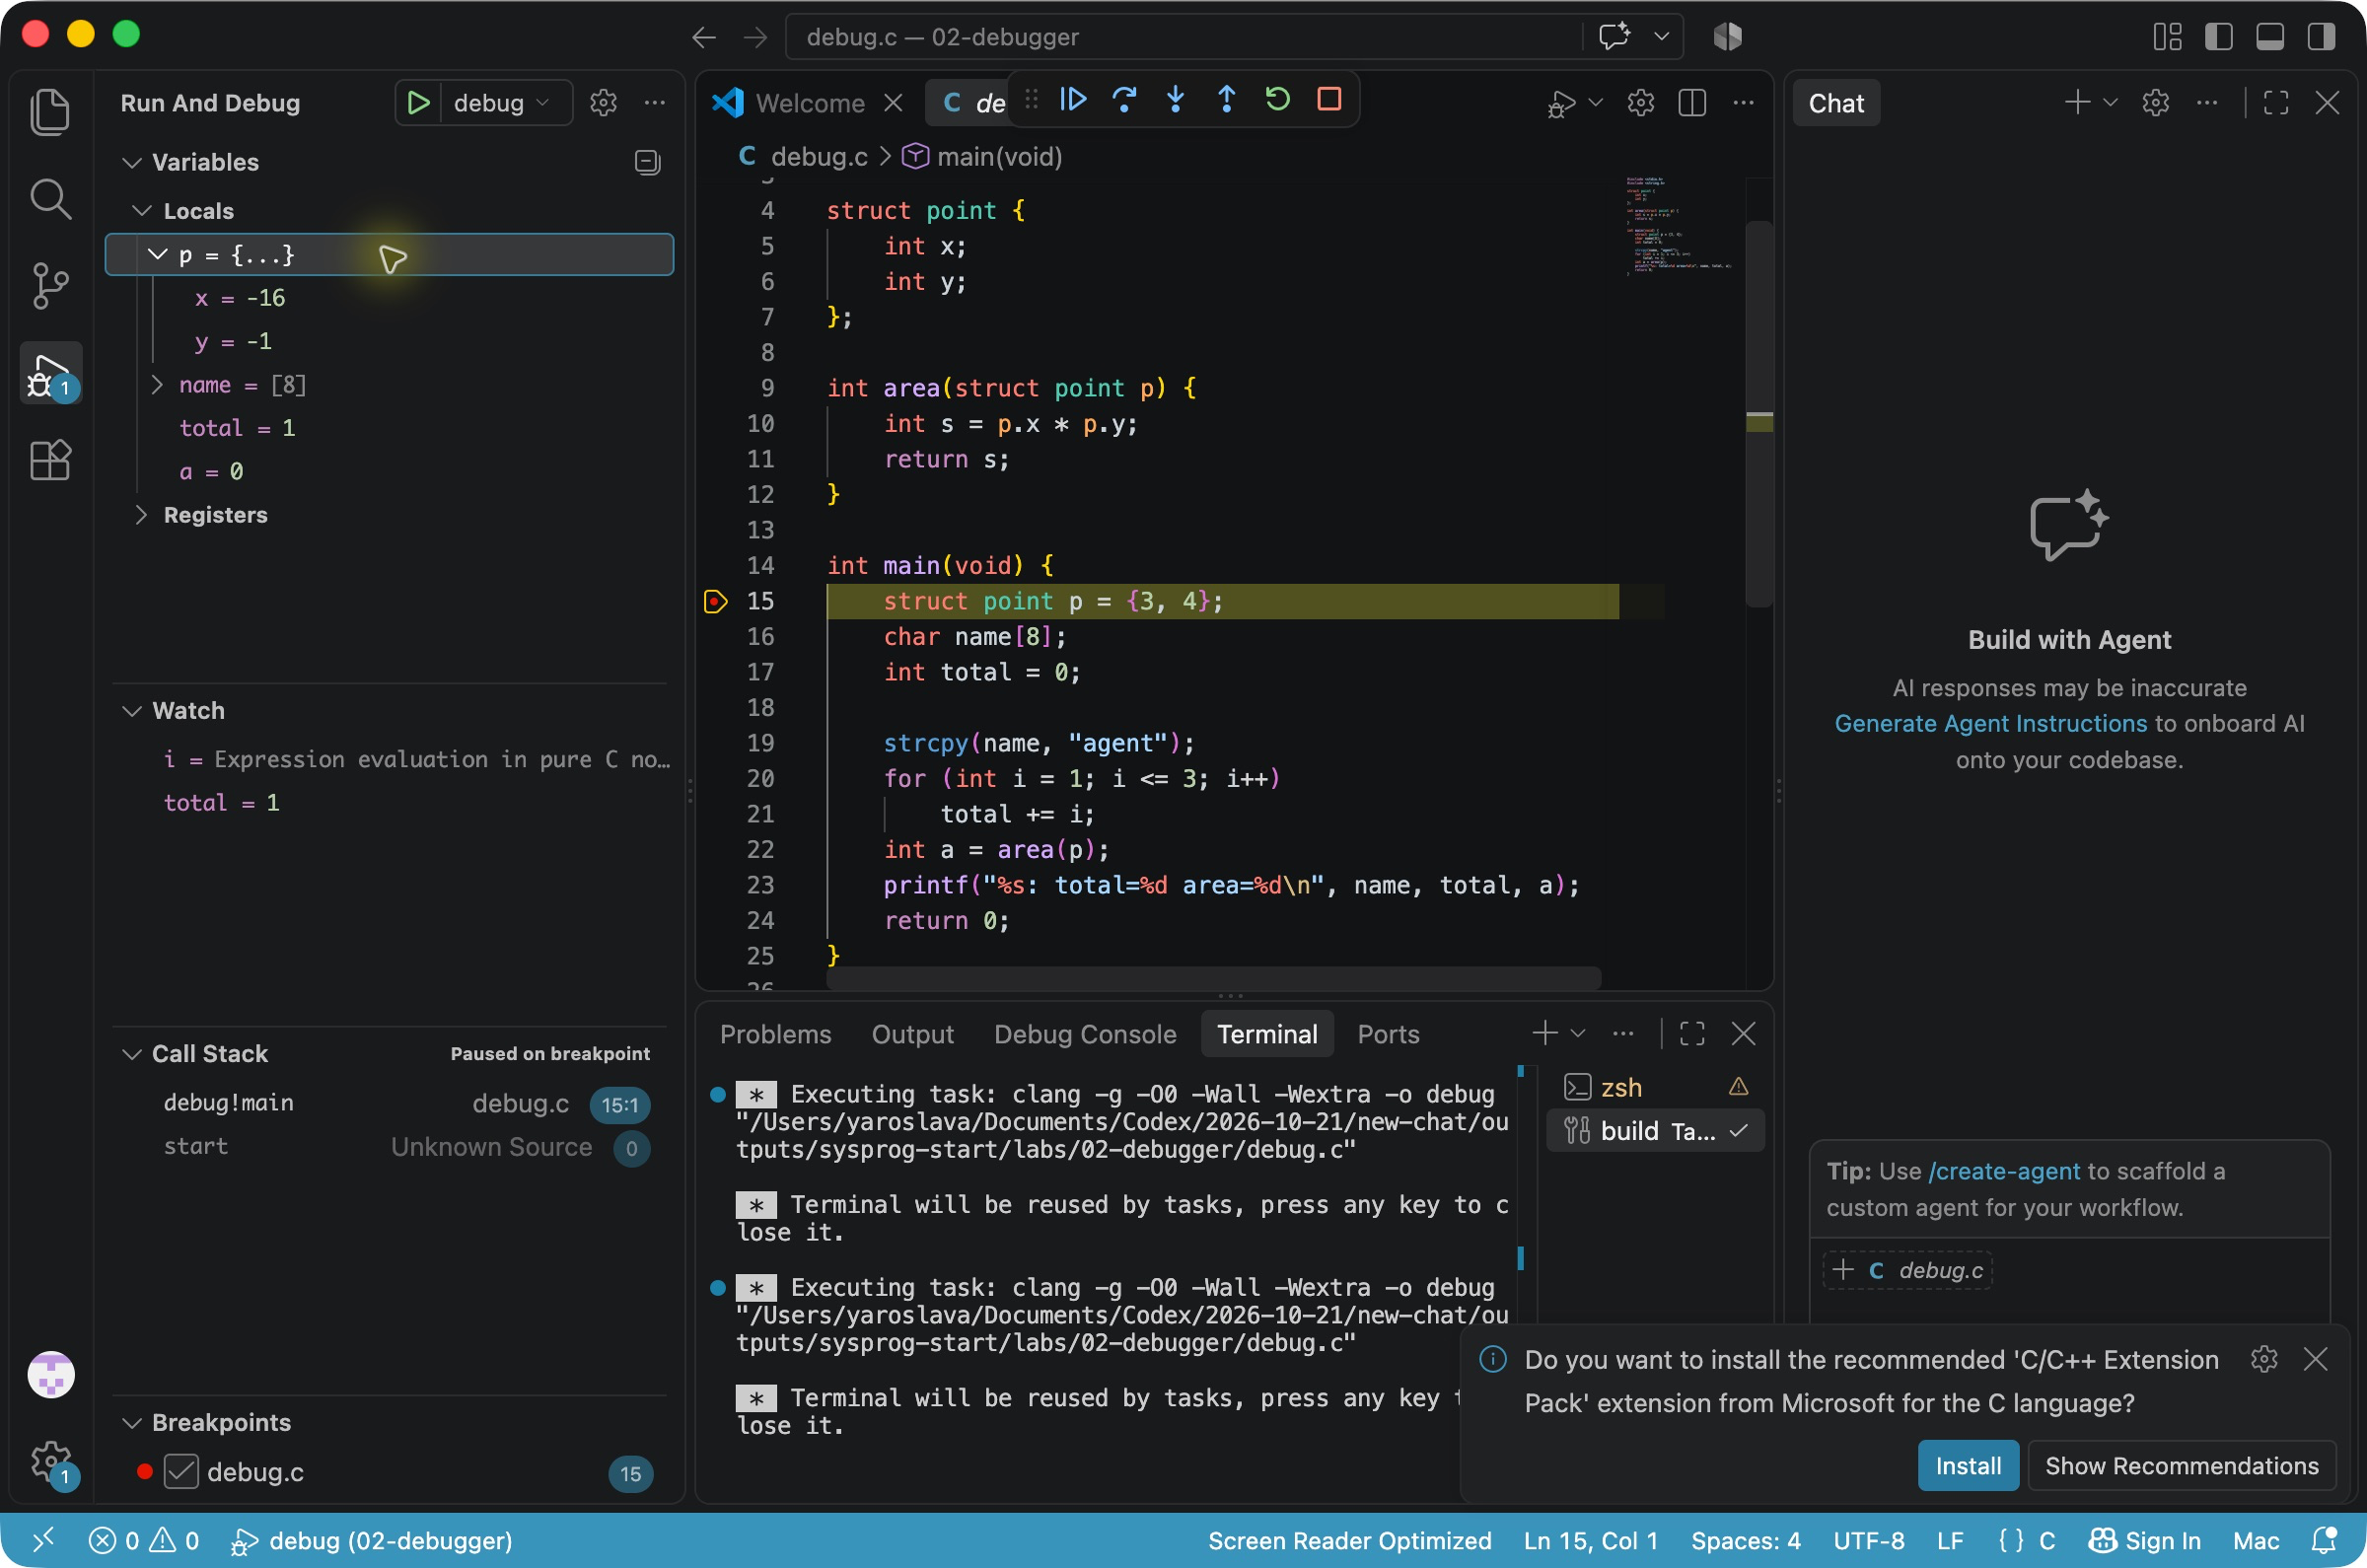 debug.c — 02-debugger
Run And Debug
debug
Variables
Locals
p = {...}
x = -16
y = -1
name = [8]
total = 1
a = 0
Registers
Watch
i = Expression evaluation in pure C no…
total = 1
Call Stack
Paused on breakpoint
debug!main debug.c 15:1
start Unknown Source 0
Breakpoints
debug.c 15
1
1
Welcome
C de
C debug.c > main(void)
4 struct point {
5 int x;
6 int y;
7 };
8
9 int area(struct point p) {
10 int s = p.x * p.y;
11 return s;
12 }
13
14 int main(void) {
15 struct point p = {3, 4};
16 char name[8];
17 int total = 0;
18
19 strcpy(name, "agent");
20 for (int i = 1; i <= 3; i++)
21 total += i;
22 int a = area(p);
23 printf("%s: total=%d area=%d\n", name, total, a);
24 return 0;
25 }
26
Problems Output Debug Console Terminal Ports
* Executing task: clang -g -O0 -Wall -Wextra -o debug
"/Users/yaroslava/Documents/Codex/2026-10-21/new-chat/ou
tputs/sysprog-start/labs/02-debugger/debug.c"
* Terminal will be reused by tasks, press any key to c
lose it.
* Executing task: clang -g -O0 -Wall -Wextra -o debug
"/Users/yaroslava/Documents/Codex/2026-10-21/new-chat/ou
tputs/sysprog-start/labs/02-debugger/debug.c"
* Terminal will be reused by tasks, press any key
lose it.
zsh
build Ta...
Chat
Build with Agent
AI responses may be inaccurate
Generate Agent Instructions to onboard AI
onto your codebase.
Tip: Use /create-agent to scaffold a
custom agent for your workflow.
C debug.c
Do you want to install the recommended 'C/C++ Extension
Pack' extension from Microsoft for the C language?
Install
Show Recommendations
0 0 debug (02-debugger)
Screen Reader Optimized Ln 15, Col 1 Spaces: 4 UTF-8 LF {} C Sign In Mac